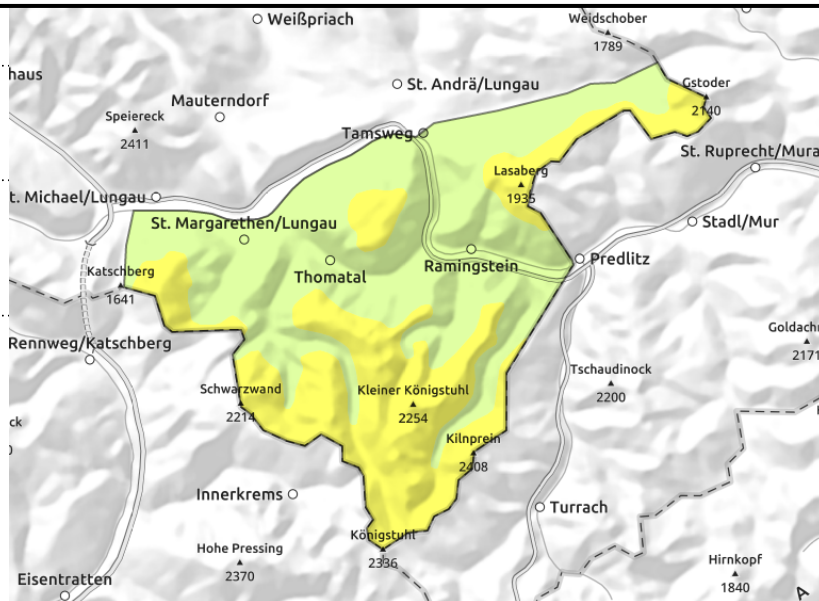 Weidschober
1789
Weißpriach
haus
St. Andrä/Lungau
Gstoder
2140
Mauterndorf
Speiereck
2411
Tamsweg
St. Ruprecht/Mura
Lasaberg
1935
t. Michael/Lungau
St. Margarethen/Lungau
Stadl/Mur
Katschberg
1641
Thomatal
Ramingstein
Predlitz
Rennweg/Katschberg
Goldachn
2171
Tschaudinock
2200
Schwarzwand
2214
Kleiner Königstuhl
2254
ck
Kilnprein
2408
Innerkrems
Turrach
Königstuhl
2336
Hohe Pressing
2370
Hirnkopf
1840
Eisentratten
A